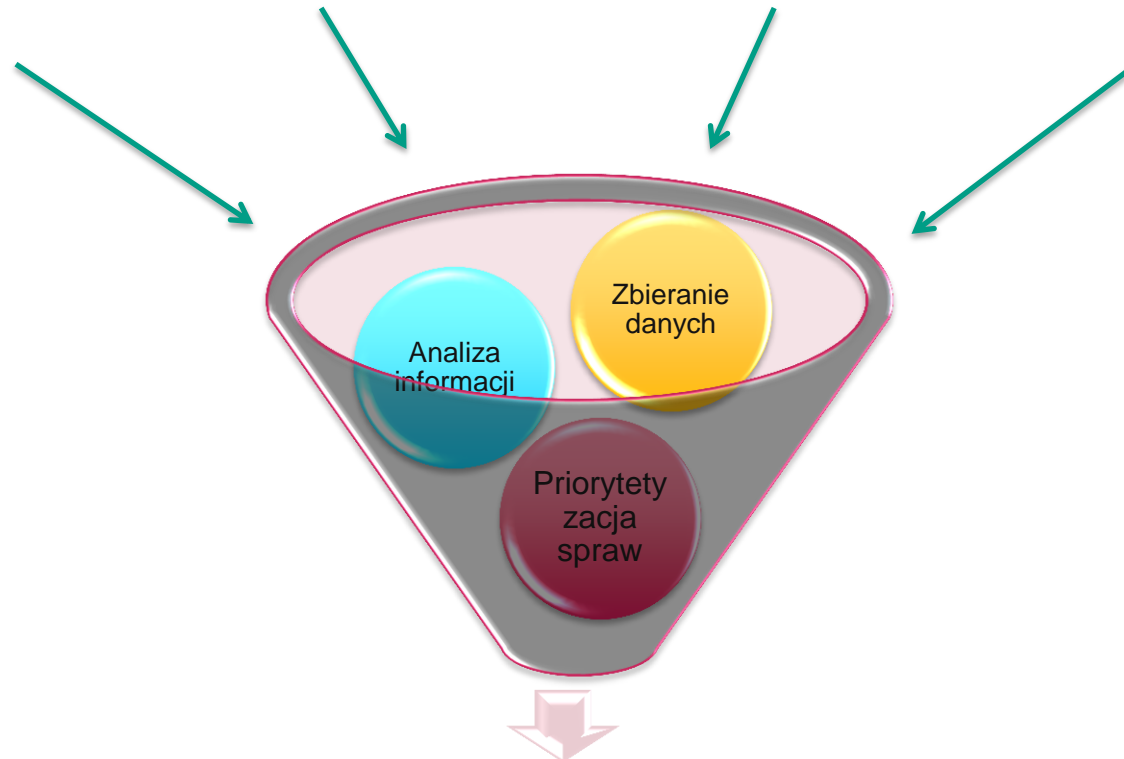 Zbieranie
danych
Analiza
informacji
Priorytety
zacja
spraw